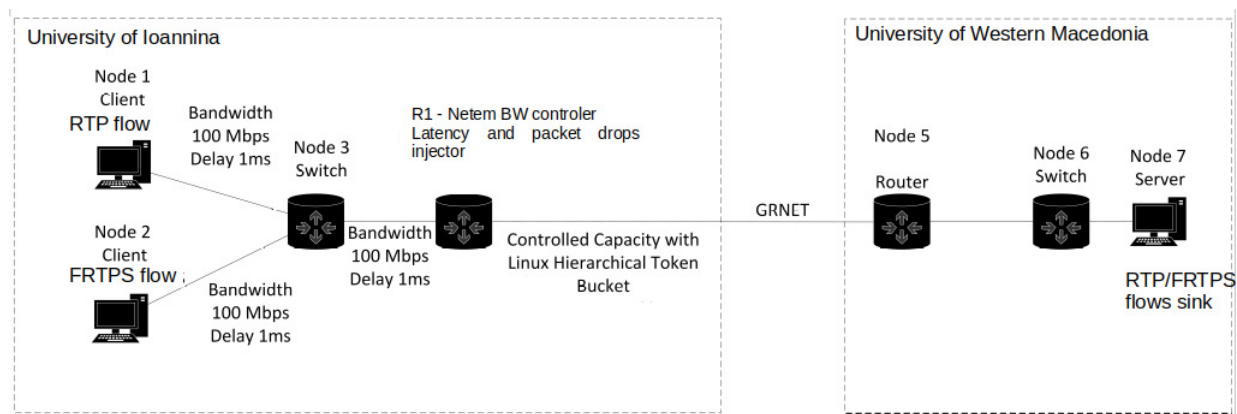 University of Ioannina
Node 1
Client
RTP flow
Bandwidth
100 Mbps
Delay 1ms
Node 3
Switch
R1 - Netem BW controler
Latency and packet drops
injector
Node 2
Client
FRTPS flow
Bandwidth
100 Mbps
Delay 1ms
Bandwidth
100 Mbps
Delay 1ms
Controlled Capacity with
Linux Hierarchical Token
Bucket
GRNET
University of Western Macedonia
Node 5
Router
Node 6
Switch
Node 7
Server
RTP/FRTPS
flows sink